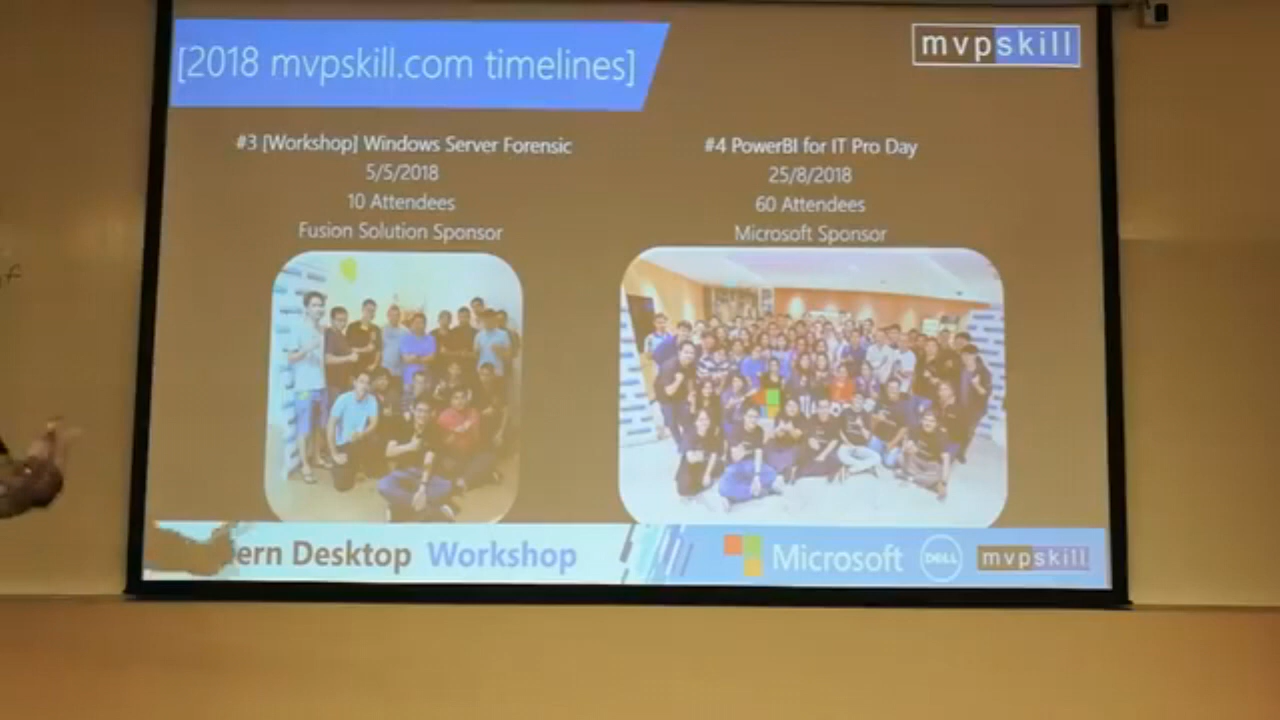 [2018 mvpskill.com timelines]
mvpskill
#3 [Workshop] Windows Server Forensic
5/5/2018
10 Attendees
Fusion Solution Sponsor
#4 PowerBI for IT Pro Day
25/8/2018
60 Attendees
Microsoft Sponsor
ern Desktop Workshop
Microsoft
DELL
mvpskill